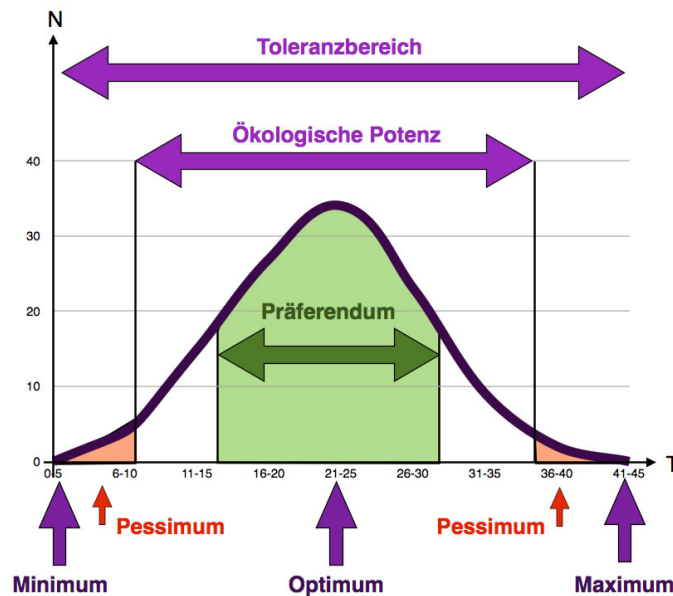 N
Toleranzbereich
Ökologische Potenz
40
30
20
Präferendum
10
0
0-5 6-10 11-15 16-20 21-25 26-30 31-35 36-40 41-45 T
Pessimum Pessimum
Minimum Optimum Maximum